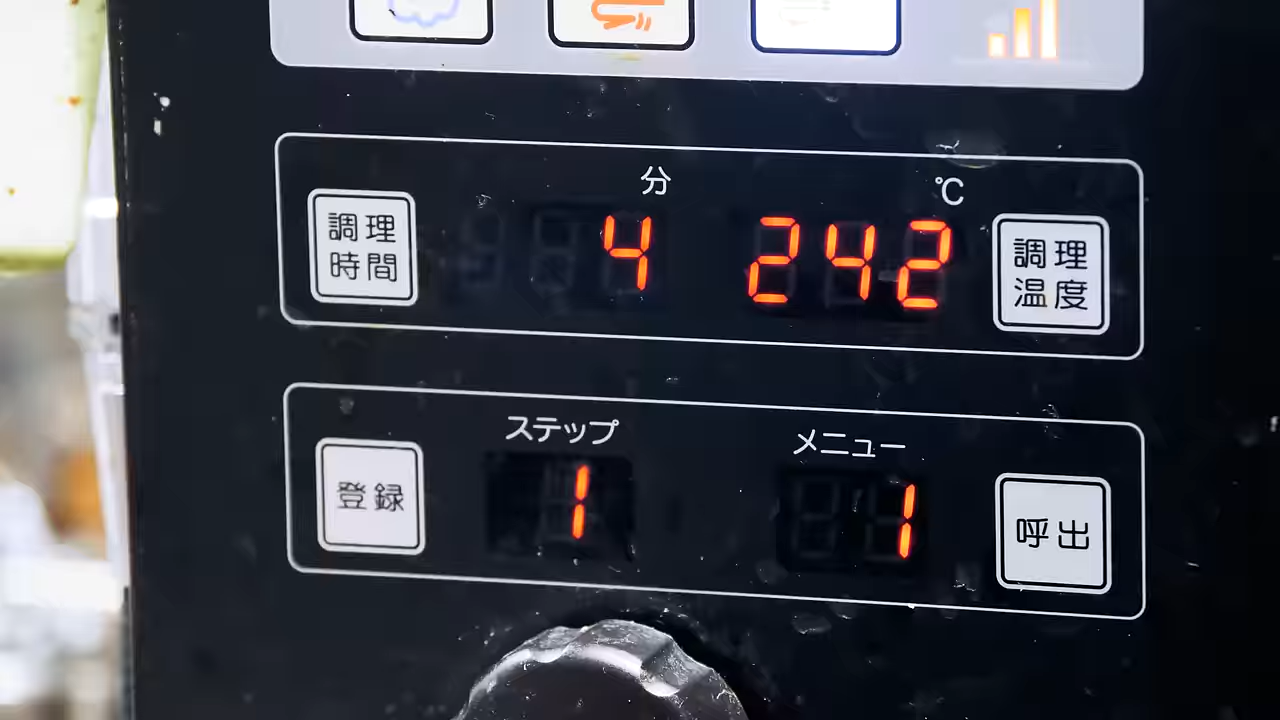 分 ℃
調理
時間
4 242
調理
温度
ステップ メニュー
登録 1 1 呼出